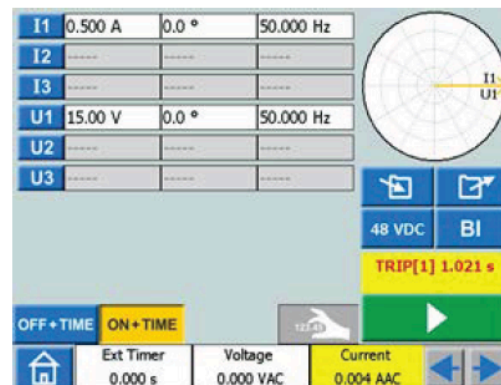 I1 0.500 A 0.0 ° 50.000 Hz
I2 ----- ----- -----
I3 ----- ----- -----
U1 15.00 V 0.0 ° 50.000 Hz
U2 ----- ----- -----
U3 ----- ----- -----
I1
U1
48 VDC BI
TRIP[1] 1.021 s
OFF+TIME ON+TIME 123.45
Ext Timer Voltage Current
0.000 s 0.000 VAC 0.004 AAC